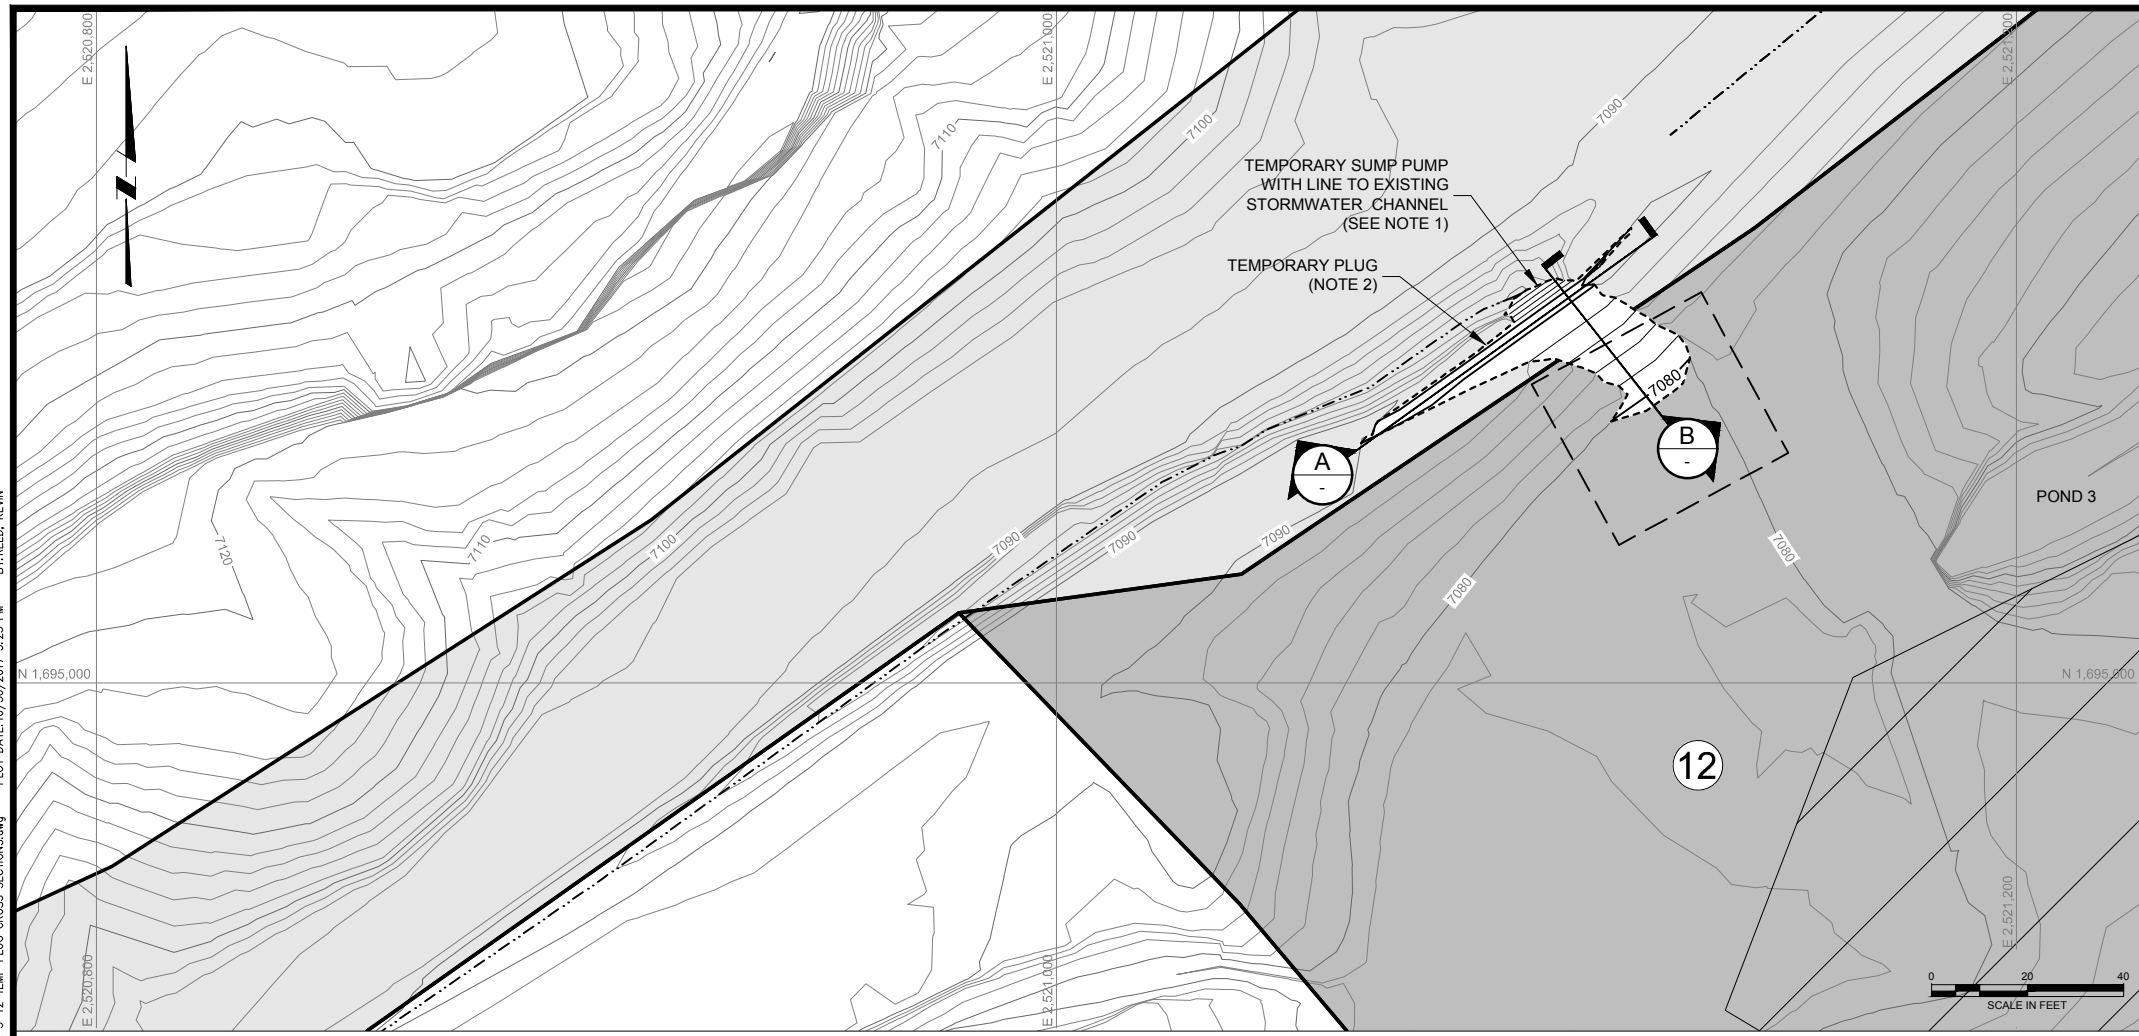 E 2,520,800
E 2,521,000
E 2,521,200
N
7110
7100
7090
TEMPORARY SUMP PUMP
WITH LINE TO EXISTING
STORMWATER CHANNEL
(SEE NOTE 1)
TEMPORARY PLUG
(NOTE 2)
7080
A
-
B
-
POND 3
7120
7110
7100
7090
7090
7090
7080
7080
N 1,695,000
N 1,695,000
12
E 2,520,800
E 2,521,000
E 2,521,200
0 20 40
SCALE IN FEET